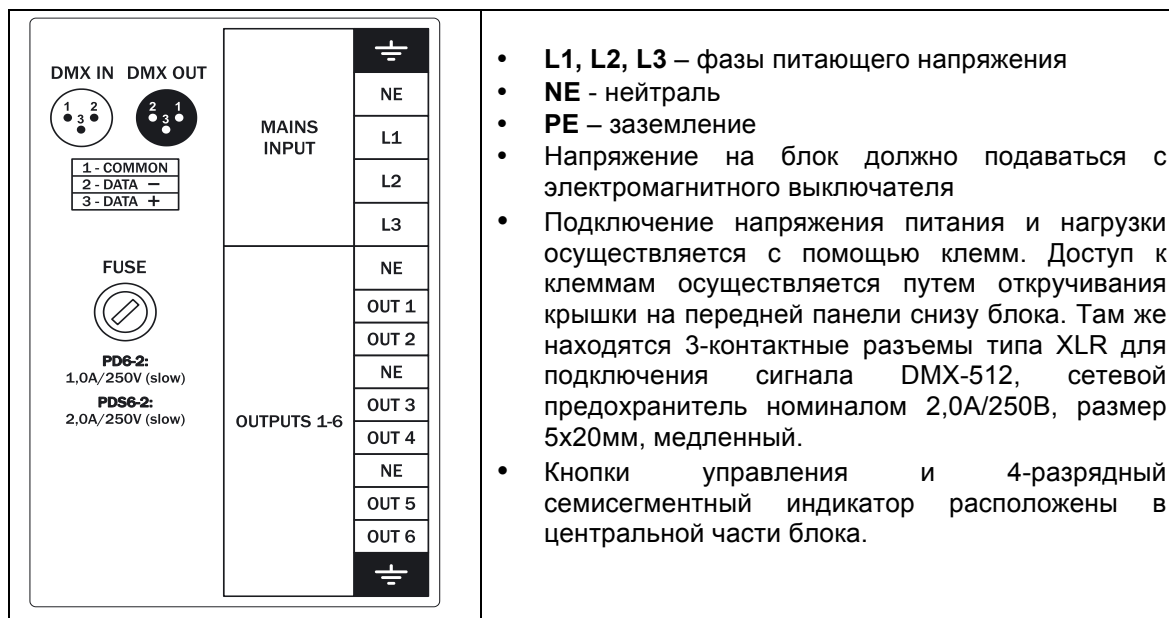 DMX IN DMX OUT
1 2
3
2 1
3
1 - COMMON
2 - DATA −
3 - DATA +
FUSE
PD6-2:
1,0A/250V (slow)
PDS6-2:
2,0A/250V (slow)
MAINS
INPUT
NE
L1
L2
L3
OUTPUTS 1-6
NE
OUT 1
OUT 2
NE
OUT 3
OUT 4
NE
OUT 5
OUT 6
• L1, L2, L3 – фазы питающего напряжения
• NE - нейтраль
• PE – заземление
• Напряжение на блок должно подаваться с
электромагнитного выключателя
• Подключение напряжения питания и нагрузки
осуществляется с помощью клемм. Доступ к
клеммам осуществляется путем откручивания
крышки на передней панели снизу блока. Там же
находятся 3-контактные разъемы типа XLR для
подключения сигнала DMX-512, сетевой
предохранитель номиналом 2,0А/250В, размер
5х20мм, медленный.
• Кнопки управления и 4-разрядный
семисегментный индикатор расположены в
центральной части блока.